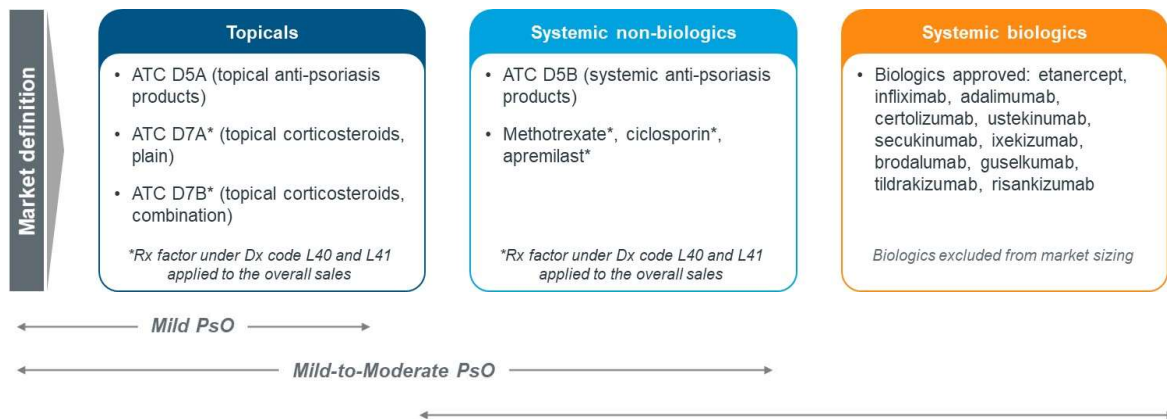 Market definition
Topicals
• ATC D5A (topical anti-psoriasis
products)
• ATC D7A* (topical corticosteroids,
plain)
• ATC D7B* (topical corticosteroids,
combination)
*Rx factor under Dx code L40 and L41
applied to the overall sales
Systemic non-biologics
• ATC D5B (systemic anti-psoriasis
products)
• Methotrexate*, ciclosporin*,
apremilast*
*Rx factor under Dx code L40 and L41
applied to the overall sales
Systemic biologics
• Biologics approved: etanercept,
infliximab, adalimumab,
certolizumab, ustekinumab,
secukinumab, ixekizumab,
brodalumab, guselkumab,
tildrakizumab, risankizumab
Biologics excluded from market sizing
Mild PsO
Mild-to-Moderate PsO